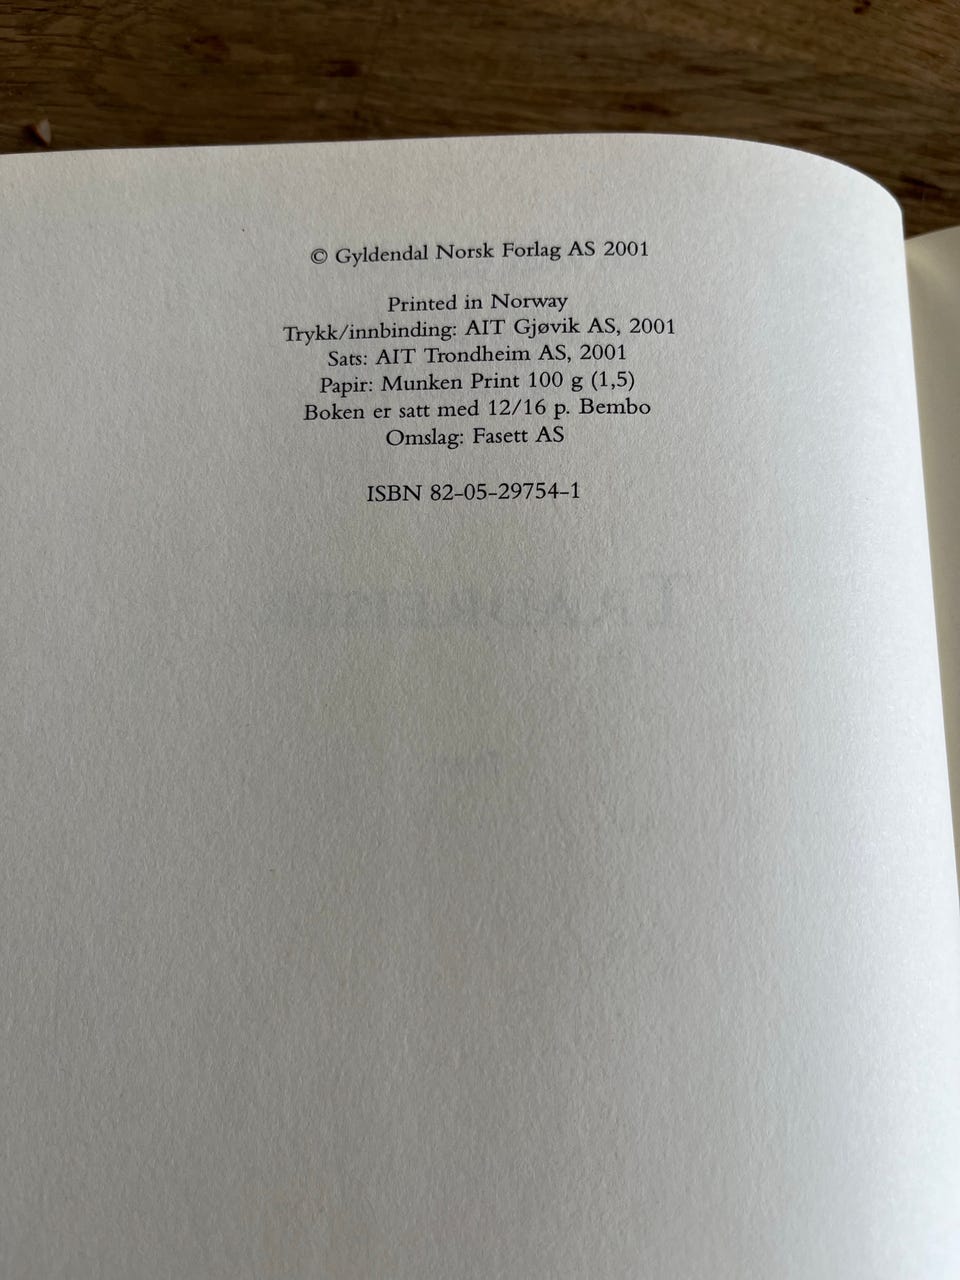 © Gyldendal Norsk Forlag AS 2001
Printed in Norway
Trykk/innbinding: AIT Gjøvik AS, 2001
Sats: AIT Trondheim AS, 2001
Papir: Munken Print 100 g (1,5)
Boken er satt med 12/16 p. Bembo
Omslag: Fasett AS
ISBN 82-05-29754-1